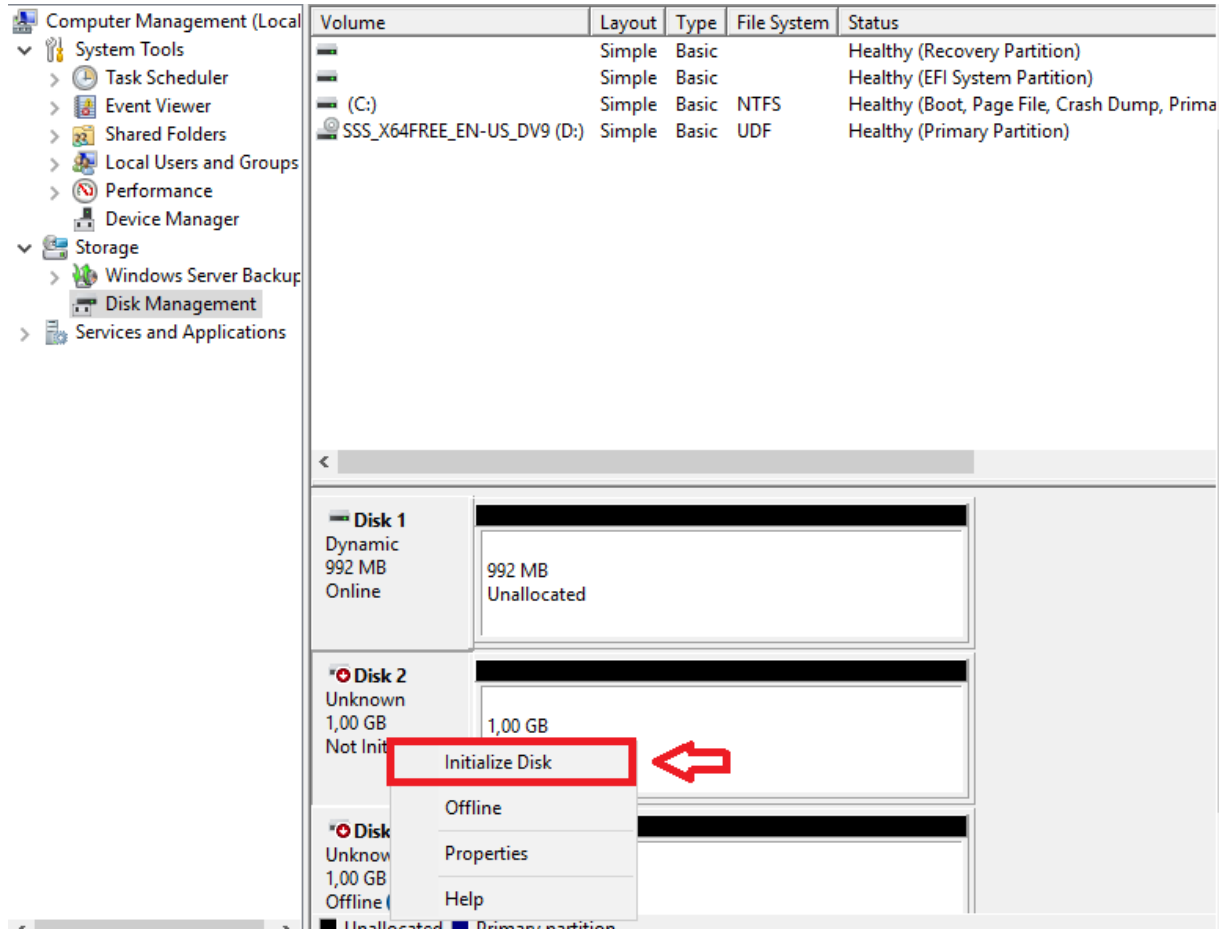 Computer Management (Local
System Tools
Task Scheduler
Event Viewer
Shared Folders
Local Users and Groups
Performance
Device Manager
Storage
Windows Server Backup
Disk Management
Services and Applications
Volume Layout Type File System Status
Simple Basic Healthy (Recovery Partition)
Simple Basic Healthy (EFI System Partition)
(C:) Simple Basic NTFS Healthy (Boot, Page File, Crash Dump, Prima
SSS_X64FREE_EN-US_DV9 (D:) Simple Basic UDF Healthy (Primary Partition)
Disk 1
Dynamic
992 MB
Online
992 MB
Unallocated
Disk 2
Unknown
1,00 GB
Not Init
1,00 GB
Initialize Disk
Offline
Properties
Help
Disk
Unknow
1,00 GB
Offline (
Unallocated Primary partition